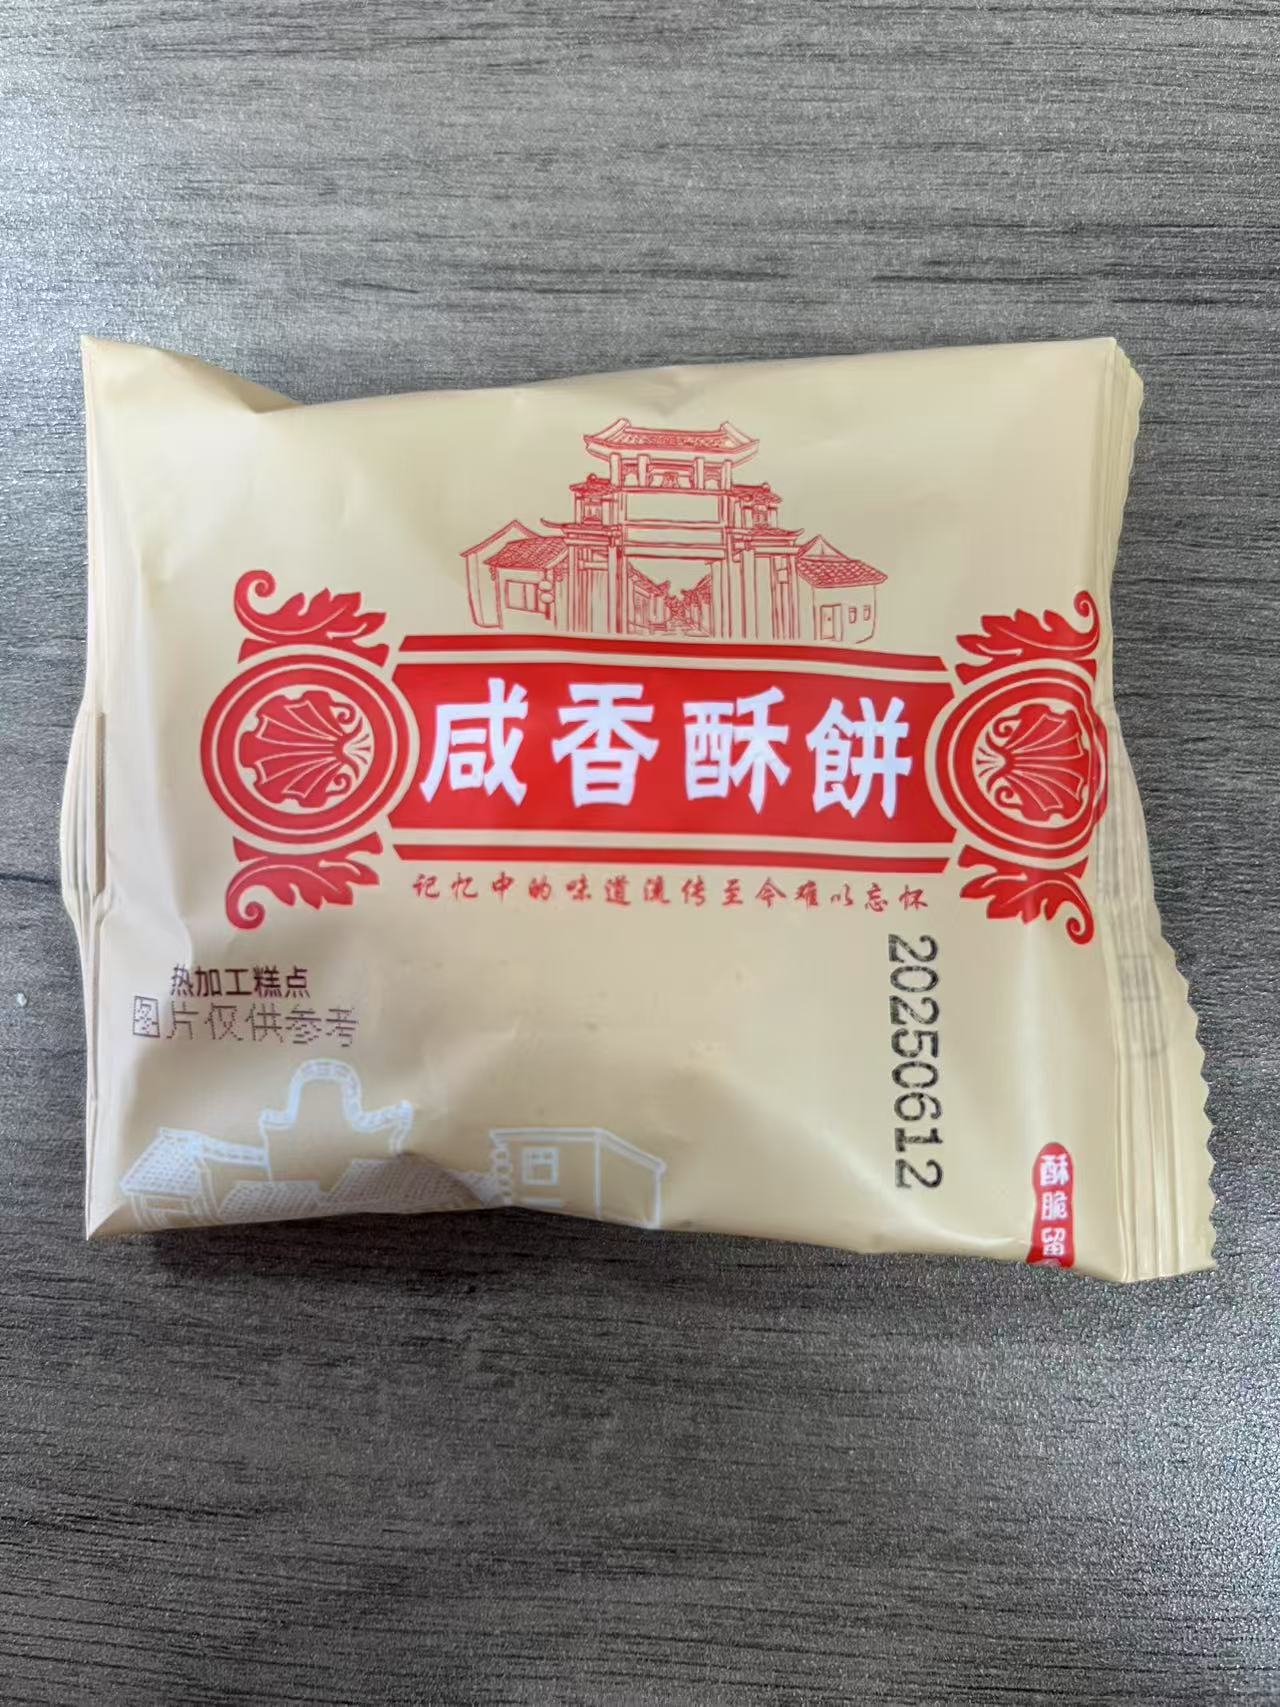 咸香酥餅
记忆中的味道流传至今难以忘怀
热加工糕点
图片仅供参考
20250612
酥脆留